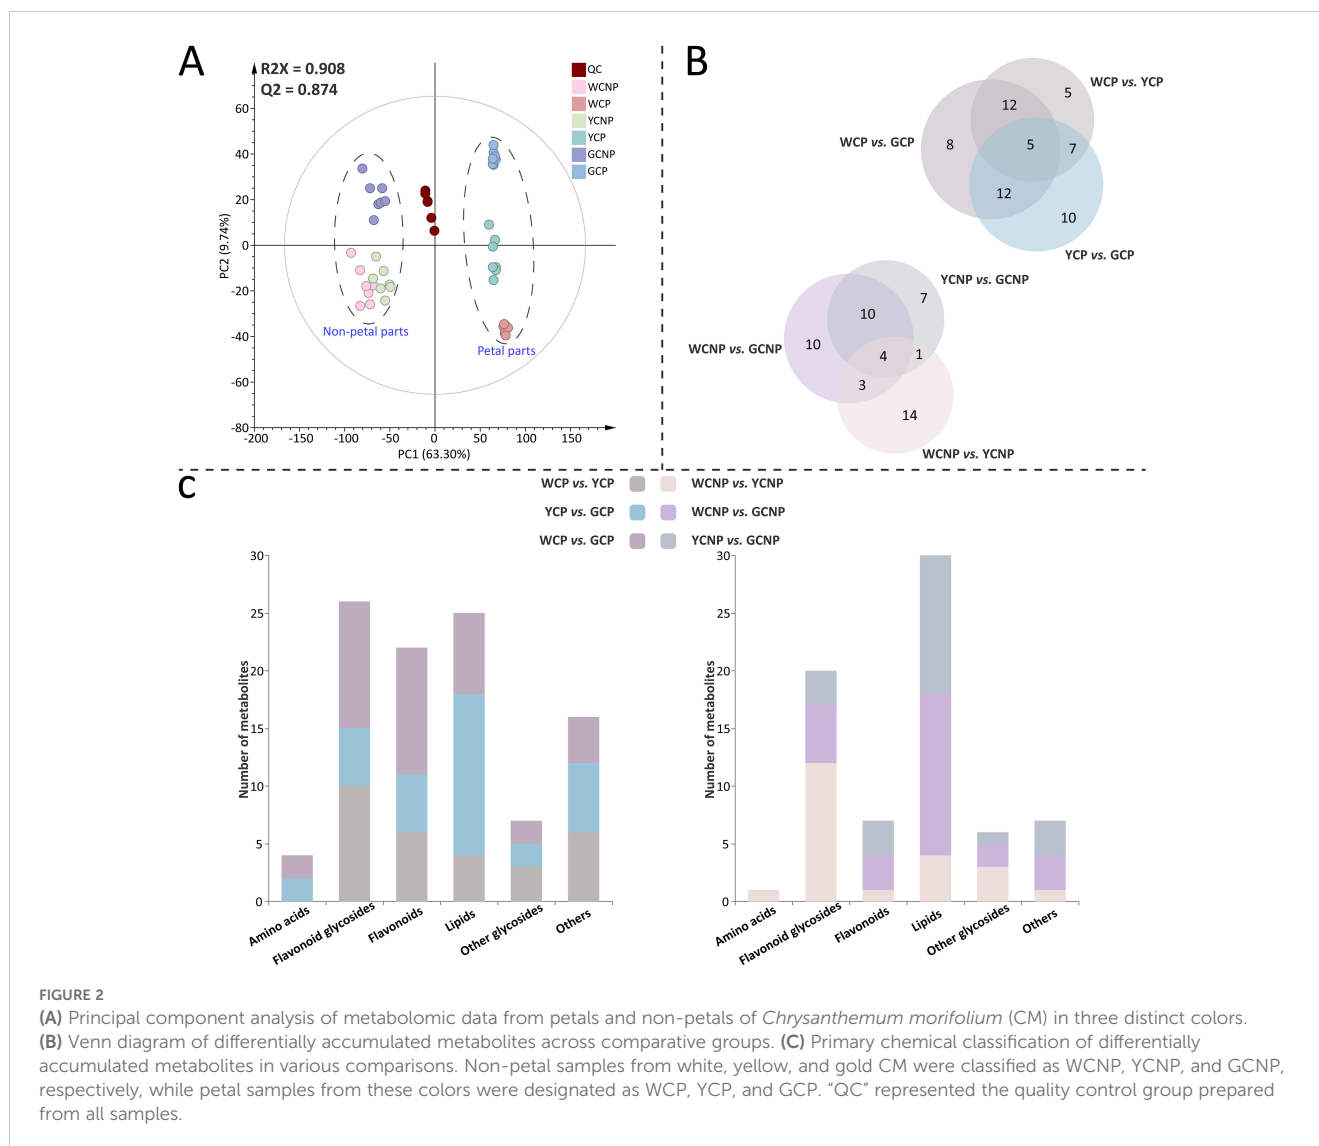 A
R2X = 0.908
Q2 = 0.874
QC
WCNP
WCP
YCNP
YCP
GCNP
GCP
60
40
20
0
-20
-40
-60
-80
-200
-150
-100
-50
0
50
100
150
PC2 (9.74%)
PC1 (63.30%)
Non-petal parts
Petal parts
B
WCP vs. YCP
WCP vs. GCP
YCP vs. GCP
5
12
8
5
7
12
10
YCNP vs. GCNP
WCNP vs. GCNP
WCNP vs. YCNP
7
10
10
4
1
3
14
C
WCP vs. YCP
WCNP vs. YCNP
YCP vs. GCP
WCNP vs. GCNP
WCP vs. GCP
YCNP vs. GCNP
30
25
20
15
10
5
0
Number of metabolites
Amino acids
Flavonoid glycosides
Flavonoids
Lipids
Other glycosides
Others
30
25
20
15
10
5
0
Number of metabolites
Amino acids
Flavonoid glycosides
Flavonoids
Lipids
Other glycosides
Others
FIGURE 2
(A) Principal component analysis of metabolomic data from petals and non-petals of Chrysanthemum morifolium (CM) in three distinct colors.
(B) Venn diagram of differentially accumulated metabolites across comparative groups. (C) Primary chemical classification of differentially
accumulated metabolites in various comparisons. Non-petal samples from white, yellow, and gold CM were classified as WCNP, YCNP, and GCNP,
respectively, while petal samples from these colors were designated as WCP, YCP, and GCP. “QC” represented the quality control group prepared
from all samples.